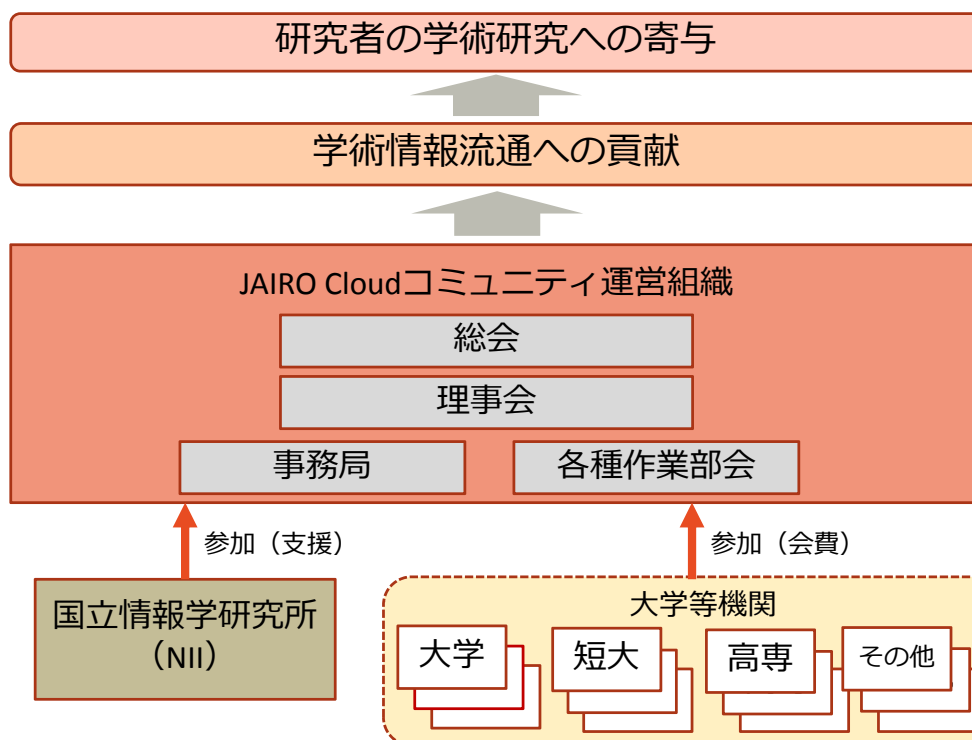 研究者の学術研究への寄与
学術情報流通への貢献
JAIRO Cloudコミュニティ運営組織
総会
理事会
事務局
各種作業部会
参加（支援）
参加（会費）
国立情報学研究所
（NII）
大学等機関
大学
短大
高専
その他